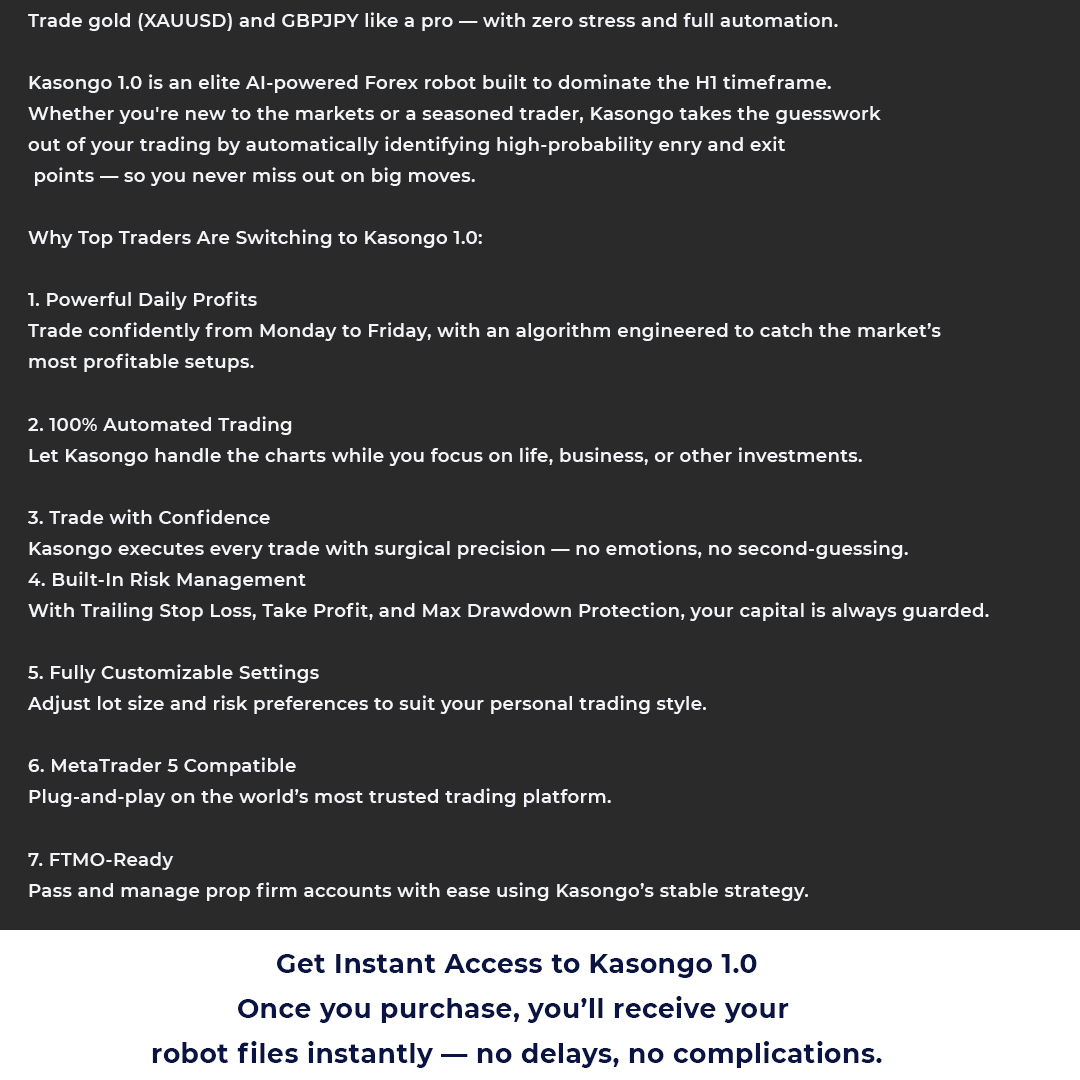 Trade gold (XAUUSD) and GBPJPY like a pro — with zero stress and full automation.
Kasongo 1.0 is an elite AI-powered Forex robot built to dominate the H1 timeframe.
Whether you're new to the markets or a seasoned trader, Kasongo takes the guesswork
out of your trading by automatically identifying high-probability enry and exit
points — so you never miss out on big moves.
Why Top Traders Are Switching to Kasongo 1.0:
1. Powerful Daily Profits
Trade confidently from Monday to Friday, with an algorithm engineered to catch the market’s
most profitable setups.
2. 100% Automated Trading
Let Kasongo handle the charts while you focus on life, business, or other investments.
3. Trade with Confidence
Kasongo executes every trade with surgical precision — no emotions, no second-guessing.
4. Built-In Risk Management
With Trailing Stop Loss, Take Profit, and Max Drawdown Protection, your capital is always guarded.
5. Fully Customizable Settings
Adjust lot size and risk preferences to suit your personal trading style.
6. MetaTrader 5 Compatible
Plug-and-play on the world’s most trusted trading platform.
7. FTMO-Ready
Pass and manage prop firm accounts with ease using Kasongo’s stable strategy.
Get Instant Access to Kasongo 1.0
Once you purchase, you’ll receive your
robot files instantly — no delays, no complications.